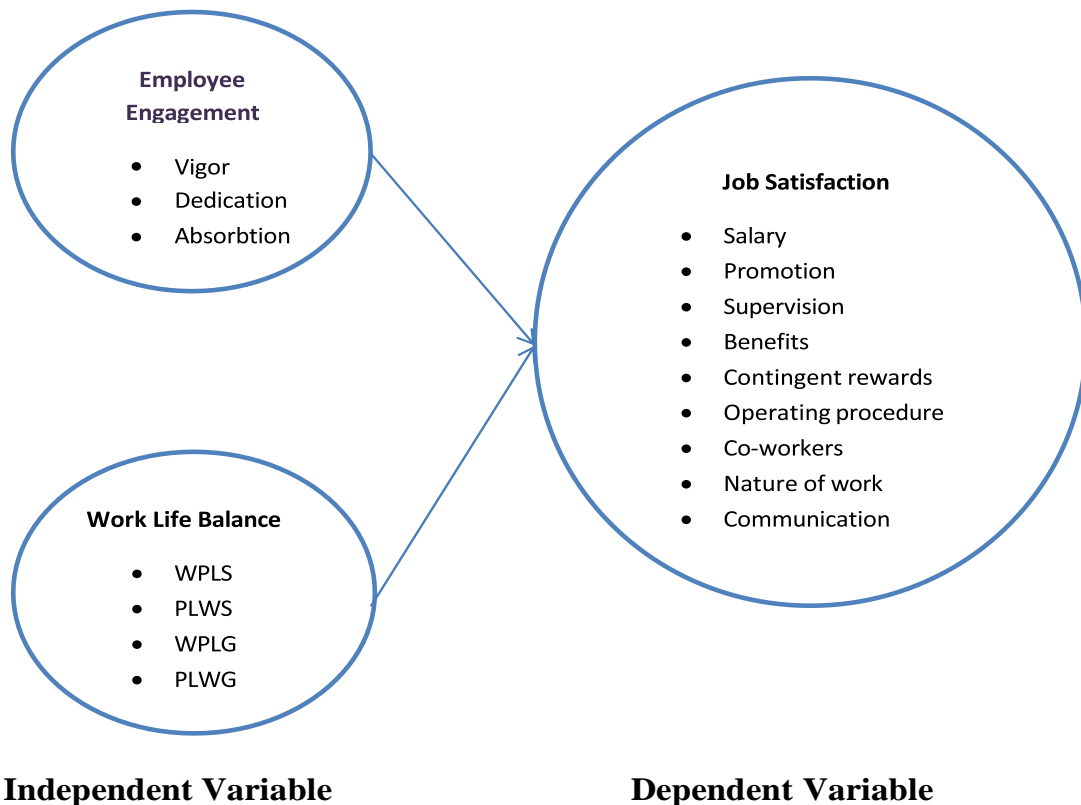 Employee
Engagement
• Vigor
• Dedication
• Absorbtion
Work Life Balance
• WPLS
• PLWS
• WPLG
• PLWG
Job Satisfaction
• Salary
• Promotion
• Supervision
• Benefits
• Contingent rewards
• Operating procedure
• Co-workers
• Nature of work
• Communication
Independent Variable
Dependent Variable